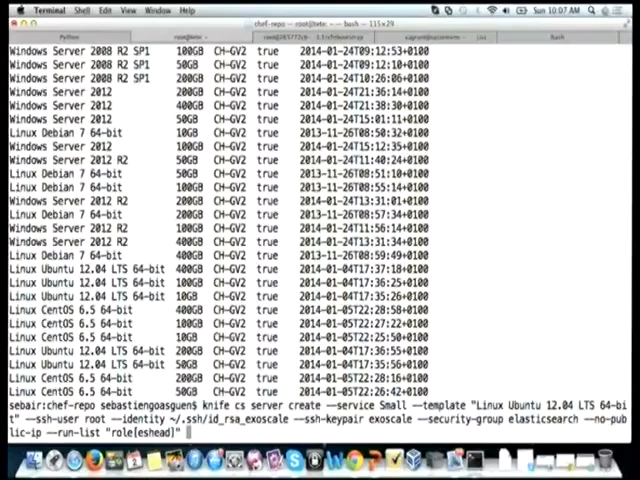 Terminal Shell Edit View Window Help
Sun 10:07 AM
chef-repo — root@tete: ~ — bash — 115×29
Python
root@tete: ~
Bash
Windows Server 2008 R2 SP1 100GB CH-GV2 true 2014-01-24T09:12:53+0100
Windows Server 2008 R2 SP1 50GB CH-GV2 true 2014-01-24T09:19:13+0100
Windows Server 2008 R2 SP1 200GB CH-GV2 true 2014-01-24T10:26:06+0100
Windows Server 2012 200GB CH-GV2 true 2014-01-24T21:36:14+0100
Windows Server 2012 400GB CH-GV2 true 2014-01-24T21:38:30+0100
Windows Server 2012 50GB CH-GV2 true 2014-01-24T15:01:11+0100
Linux Debian 7 64-bit 10GB CH-GV2 true 2013-11-26T08:50:32+0100
Windows Server 2012 100GB CH-GV2 true 2014-01-24T15:12:35+0100
Windows Server 2012 R2 50GB CH-GV2 true 2014-01-24T11:40:24+0100
Linux Debian 7 64-bit 50GB CH-GV2 true 2013-11-26T08:51:10+0100
Linux Debian 7 64-bit 100GB CH-GV2 true 2013-11-26T08:55:14+0100
Windows Server 2012 R2 200GB CH-GV2 true 2014-01-24T13:31:01+0100
Linux Debian 7 64-bit 200GB CH-GV2 true 2013-11-26T08:57:34+0100
Windows Server 2012 R2 100GB CH-GV2 true 2014-01-24T11:56:14+0100
Windows Server 2012 R2 400GB CH-GV2 true 2014-01-24T13:31:34+0100
Linux Debian 7 64-bit 400GB CH-GV2 true 2013-11-26T08:59:49+0100
Linux Ubuntu 12.04 LTS 64-bit 400GB CH-GV2 true 2014-01-04T17:37:18+0100
Linux Ubuntu 12.04 LTS 64-bit 100GB CH-GV2 true 2014-01-04T17:36:26+0100
Linux Ubuntu 12.04 LTS 64-bit 10GB CH-GV2 true 2014-01-04T17:35:25+0100
Linux CentOS 6.5 64-bit 400GB CH-GV2 true 2014-01-05T22:28:58+0100
Linux CentOS 6.5 64-bit 100GB CH-GV2 true 2014-01-05T22:27:22+0100
Linux CentOS 6.5 64-bit 10GB CH-GV2 true 2014-01-05T22:25:50+0100
Linux Ubuntu 12.04 LTS 64-bit 200GB CH-GV2 true 2014-01-04T17:36:55+0100
Linux Ubuntu 12.04 LTS 64-bit 50GB CH-GV2 true 2014-01-04T17:35:56+0100
Linux CentOS 6.5 64-bit 200GB CH-GV2 true 2014-01-05T22:28:16+0100
Linux CentOS 6.5 64-bit 50GB CH-GV2 true 2014-01-05T22:26:42+0100
sebair:chef-repo sebastiengoasguen$ knife cs server create --service Small --template "Linux Ubuntu 12.04 LTS 64-bi
t" --ssh-user root --identity ~/.ssh/id_rsa_exoscale --ssh-keypair exoscale --security-group elasticsearch --no-pub
lic-ip --run-list "role[eshead]"